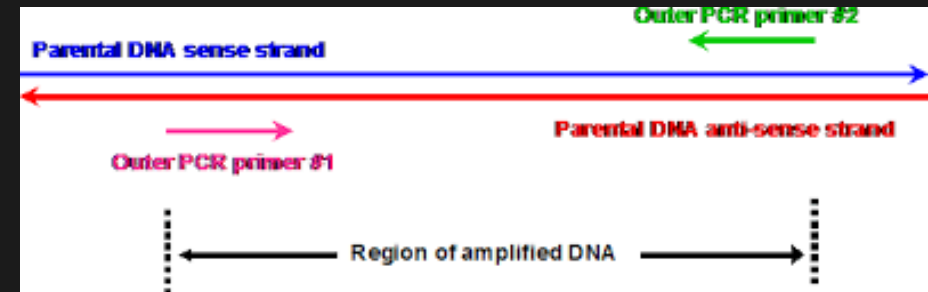 Outer PCR primer #2
Parental DNA sense strand
Parental DNA anti-sense strand
Outer PCR primer #1
Region of amplified DNA